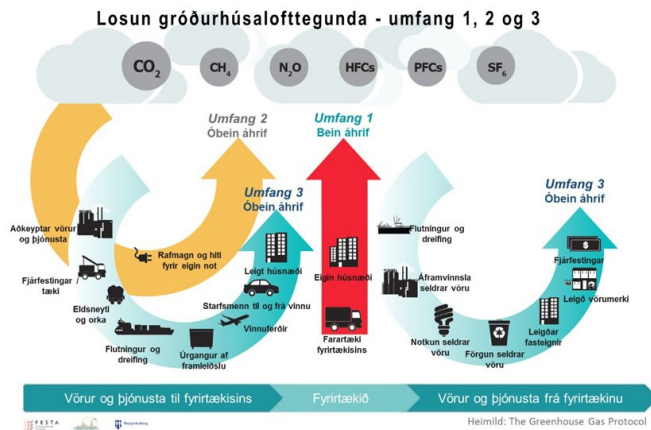 Losun gróðurhúsalofttegunda - umfang 1, 2 og 3
CO2
CH4
N2O
HFCs
PFCs
SF6
Umfang 2
Óbein áhrif
Umfang 1
Bein áhrif
Umfang 3
Óbein áhrif
Umfang 3
Óbein áhrif
Aðkeyptar vörur
og þjónusta
Fjárfestingar
tæki
Eldsneyti
og orka
Flutningur og
dreifing
Úrgangur af
framleiðslu
Vinnuferðir
Starfsmenn til og frá vinnu
Leigt húsnæði
Rafmagn og hiti
fyrir eigin not
Eigin húsnæði
Farartæki
fyrirtækisins
Flutningur og
dreifing
Áframvinnsla
seldrar vöru
Notkun seldrar
vöru
Förgun seldrar
vöru
Leigðar
fasteignir
Leigð vörumerki
Fjárfestingar
Vörur og þjónusta til fyrirtækisins
Fyrirtækið
Vörur og þjónusta frá fyrirtækinu
FESTA
Reykjavíkurborg
Heimild: The Greenhouse Gas Protocol